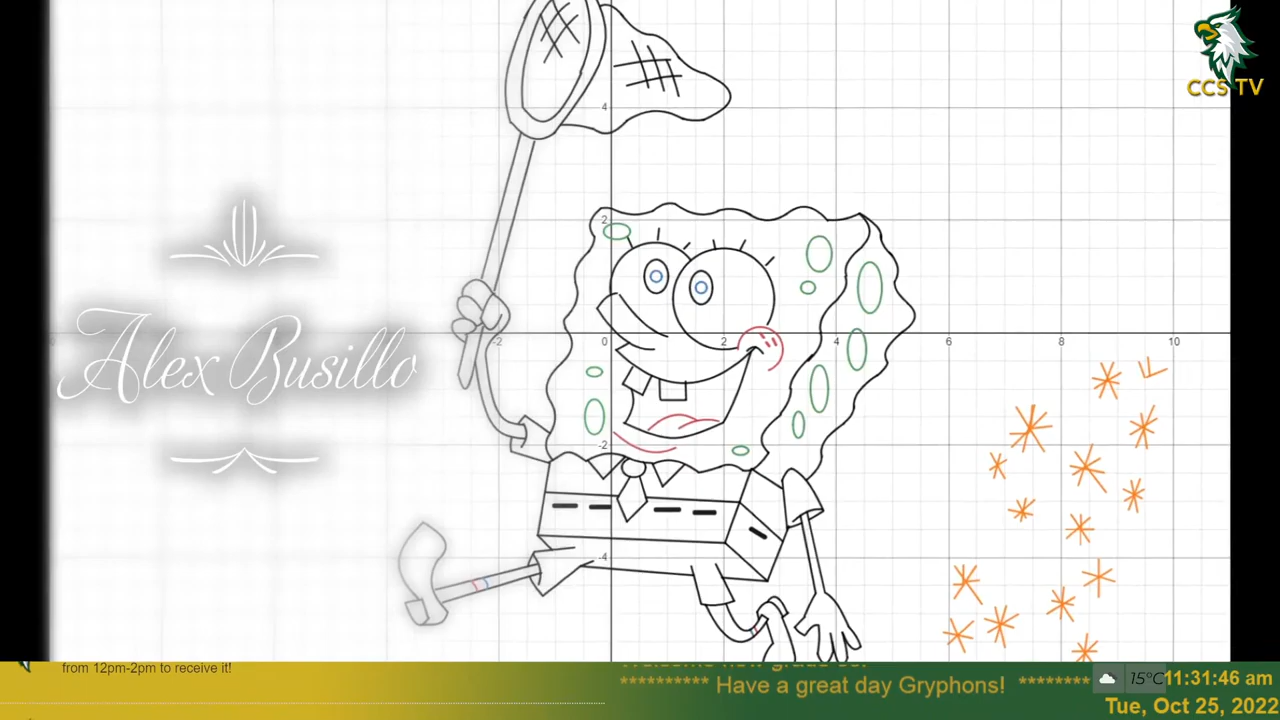 CCS TV
4
2
0
-2
0
2
4
6
8
10
-2
-4
Alex Busillo
from 12pm-2pm to receive it!
********** Have a great day Gryphons! ********
15°C
11:31:46 am
Tue, Oct 25, 2022